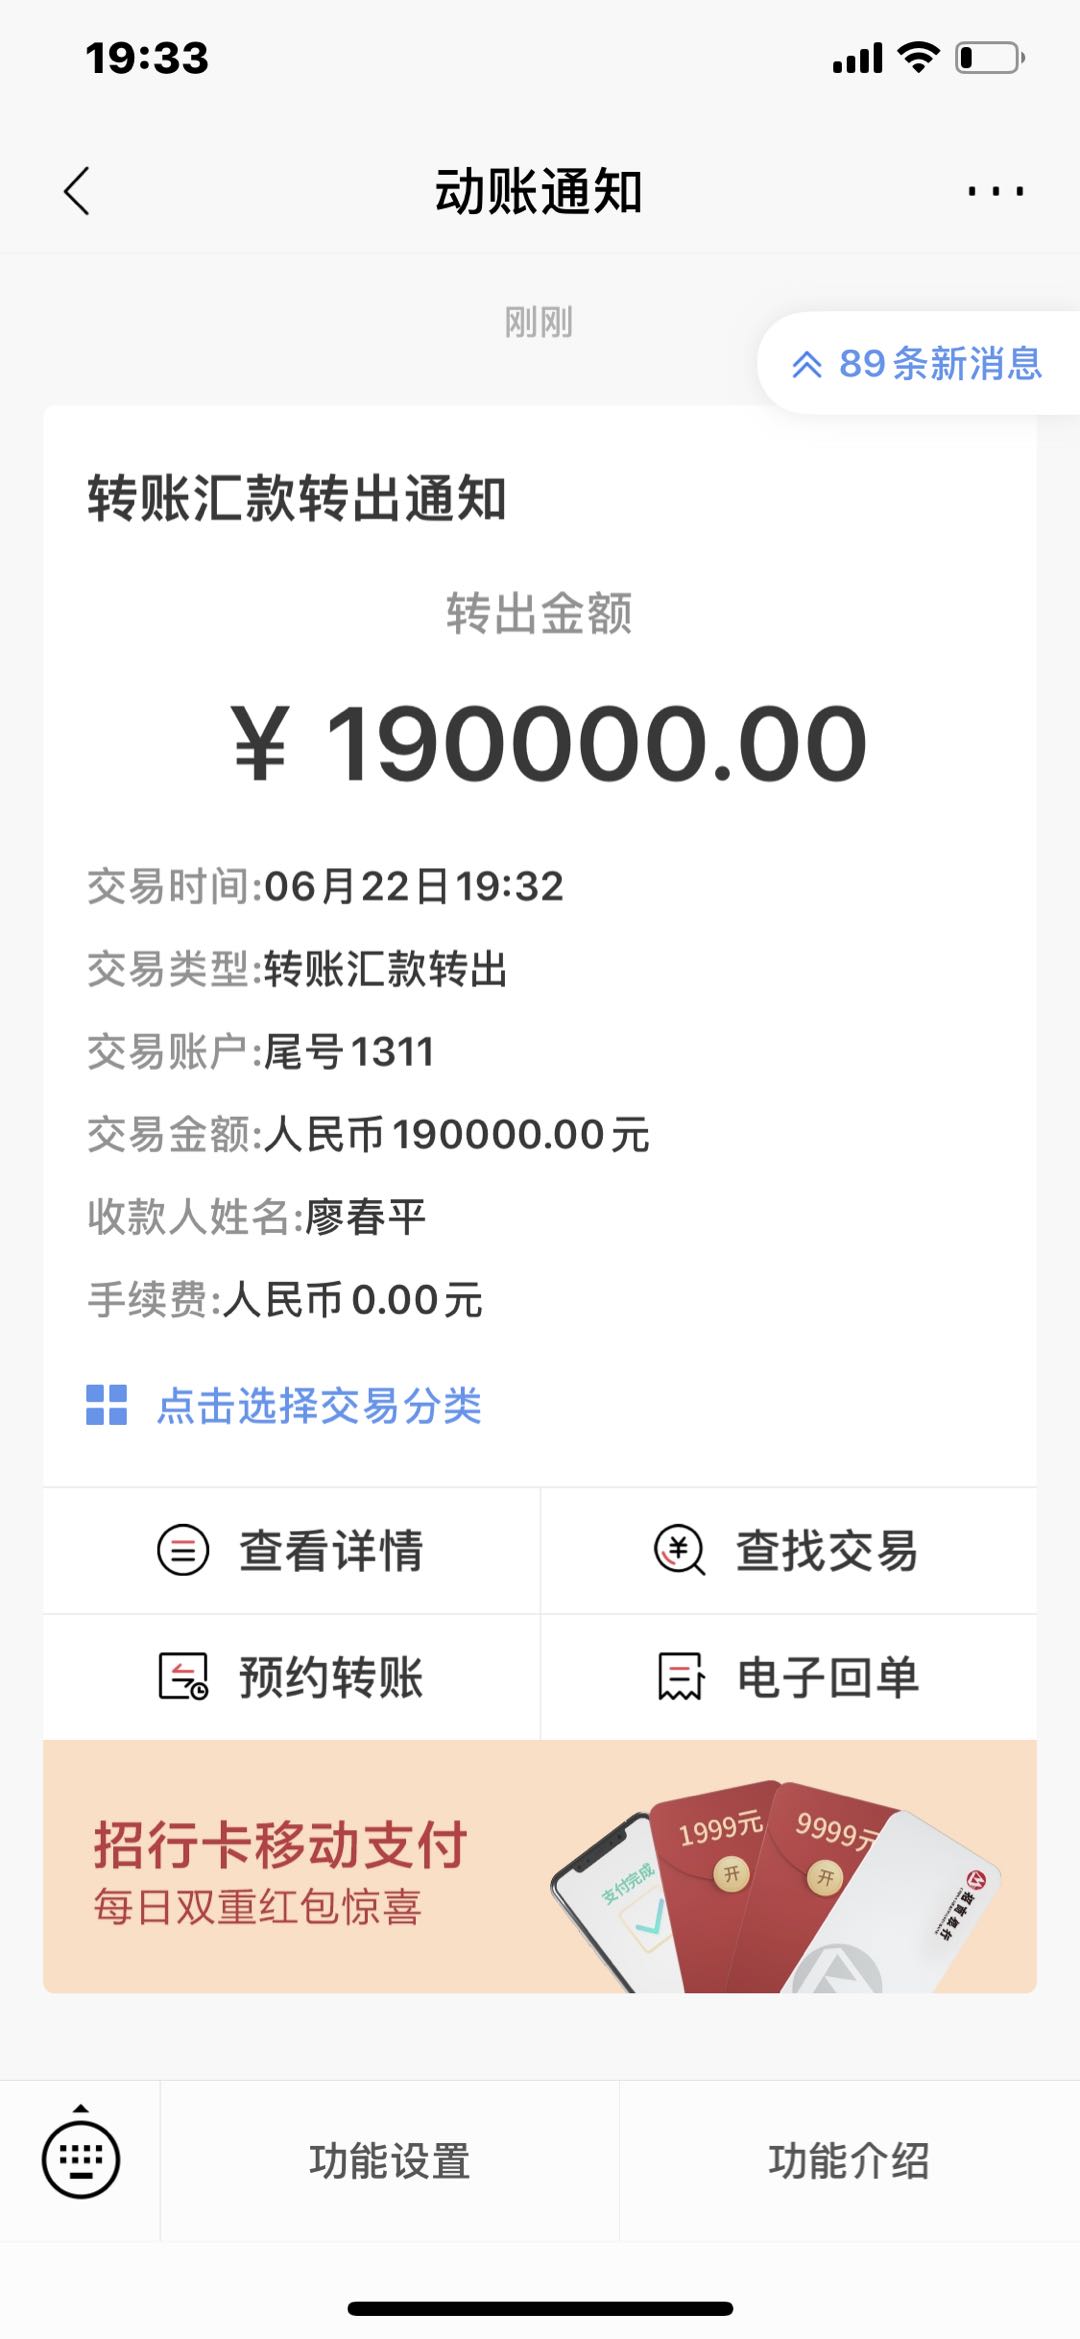 19:33
动账通知
刚刚
89条新消息
转账汇款转出通知
转出金额
¥ 190000.00
交易时间:06月22日19:32
交易类型:转账汇款转出
交易账户:尾号1311
交易金额:人民币190000.00元
收款人姓名:廖春平
手续费:人民币0.00元
点击选择交易分类
查看详情
查找交易
预约转账
电子回单
招行卡移动支付
每日双重红包惊喜
支付完成
1999元
开
9999元
开
招商银行
功能设置
功能介绍